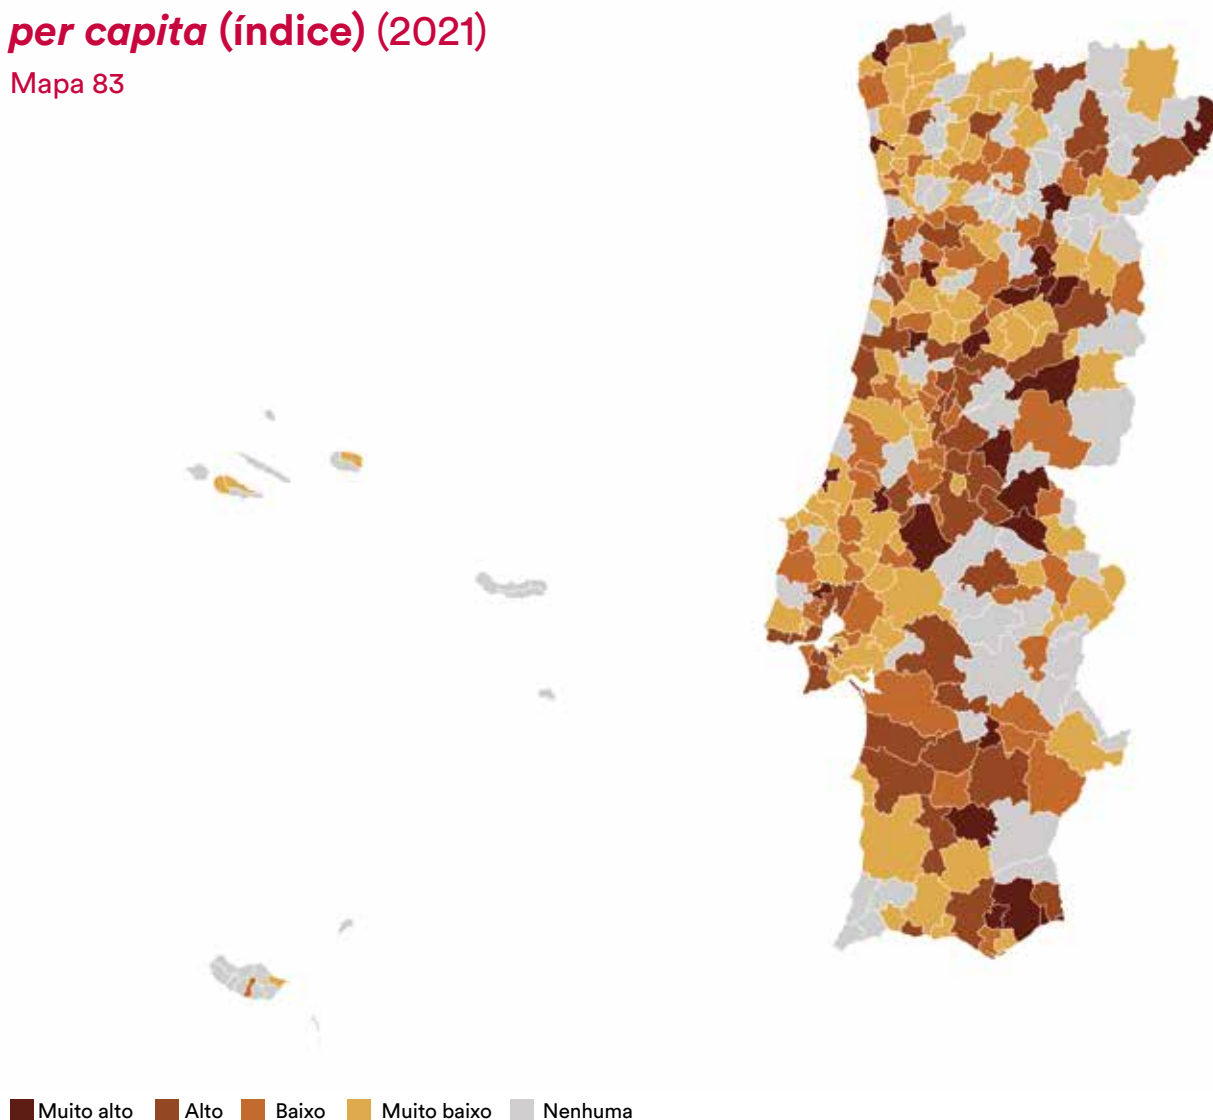 per capita (índice) (2021)
Mapa 83
Muito alto Alto Baixo Muito baixo Nenhuma